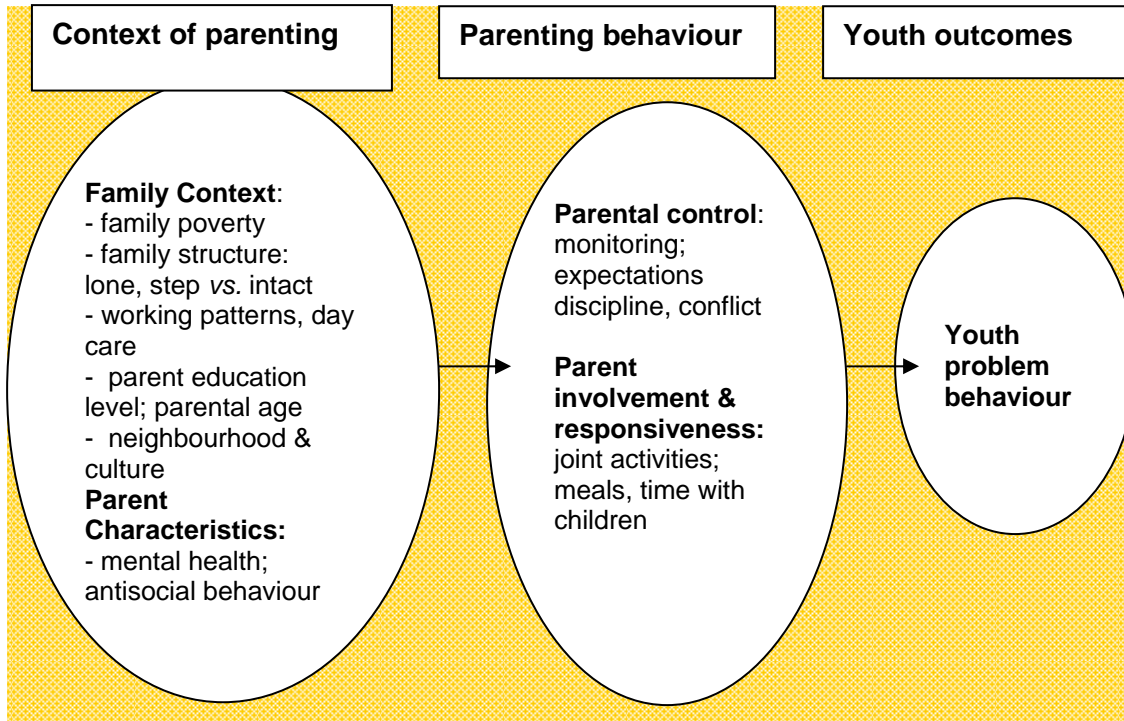 Context of parenting
Parenting behaviour
Youth outcomes
Family Context:
- family poverty
- family structure:
lone, step vs. intact
- working patterns, day
care
- parent education
level; parental age
- neighbourhood &
culture
Parent
Characteristics:
- mental health;
antisocial behaviour
Parental control:
monitoring;
expectations
discipline, conflict
Parent
involvement &
responsiveness:
joint activities;
meals, time with
children
Youth
problem
behaviour